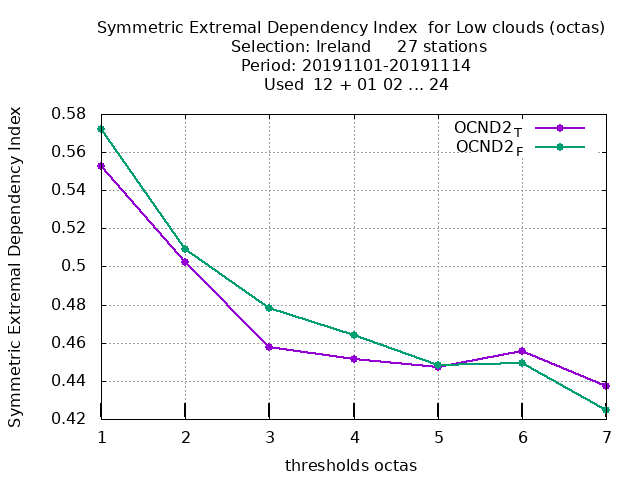 Symmetric Extremal Dependency Index for Low clouds (octas)
Selection: Ireland 27 stations
Period: 20191101-20191114
Used 12 + 01 02 ... 24
OCND2_T
OCND2_F
Symmetric Extremal Dependency Index
0.58
0.56
0.54
0.52
0.5
0.48
0.46
0.44
0.42
1 2 3 4 5 6 7
thresholds octas